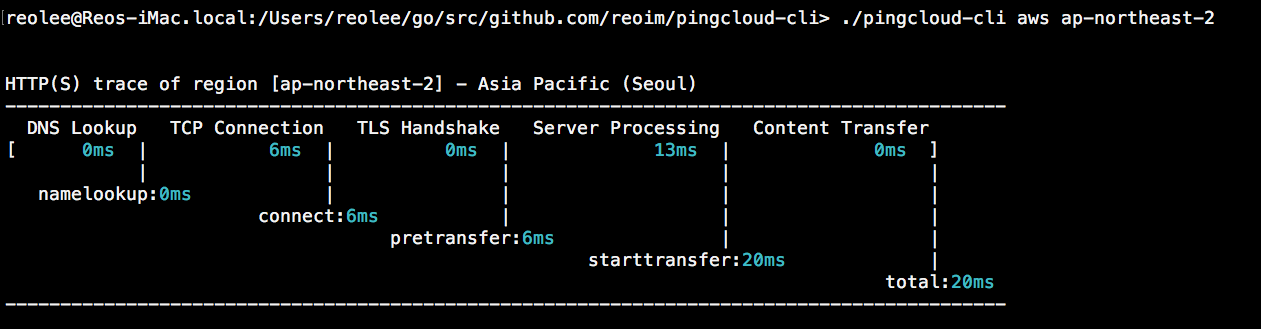 reolee@Reos-iMac.local:/Users/reolee/go/src/github.com/reoim/pingcloud-cli> ./pingcloud-cli aws ap-northeast-2
HTTP(S) trace of region [ap-northeast-2] - Asia Pacific (Seoul)
--------------------------------------------------------------------------------------------
DNS Lookup   TCP Connection   TLS Handshake   Server Processing   Content Transfer
[      0ms  |           6ms  |          0ms  |             13ms  |             0ms  ]
            |                |               |                   |                  |
   namelookup:0ms            |               |                   |                  |
                       connect:6ms           |                   |                  |
                                   pretransfer:6ms               |                  |
                                                     starttransfer:20ms             |
                                                                                total:20ms
--------------------------------------------------------------------------------------------